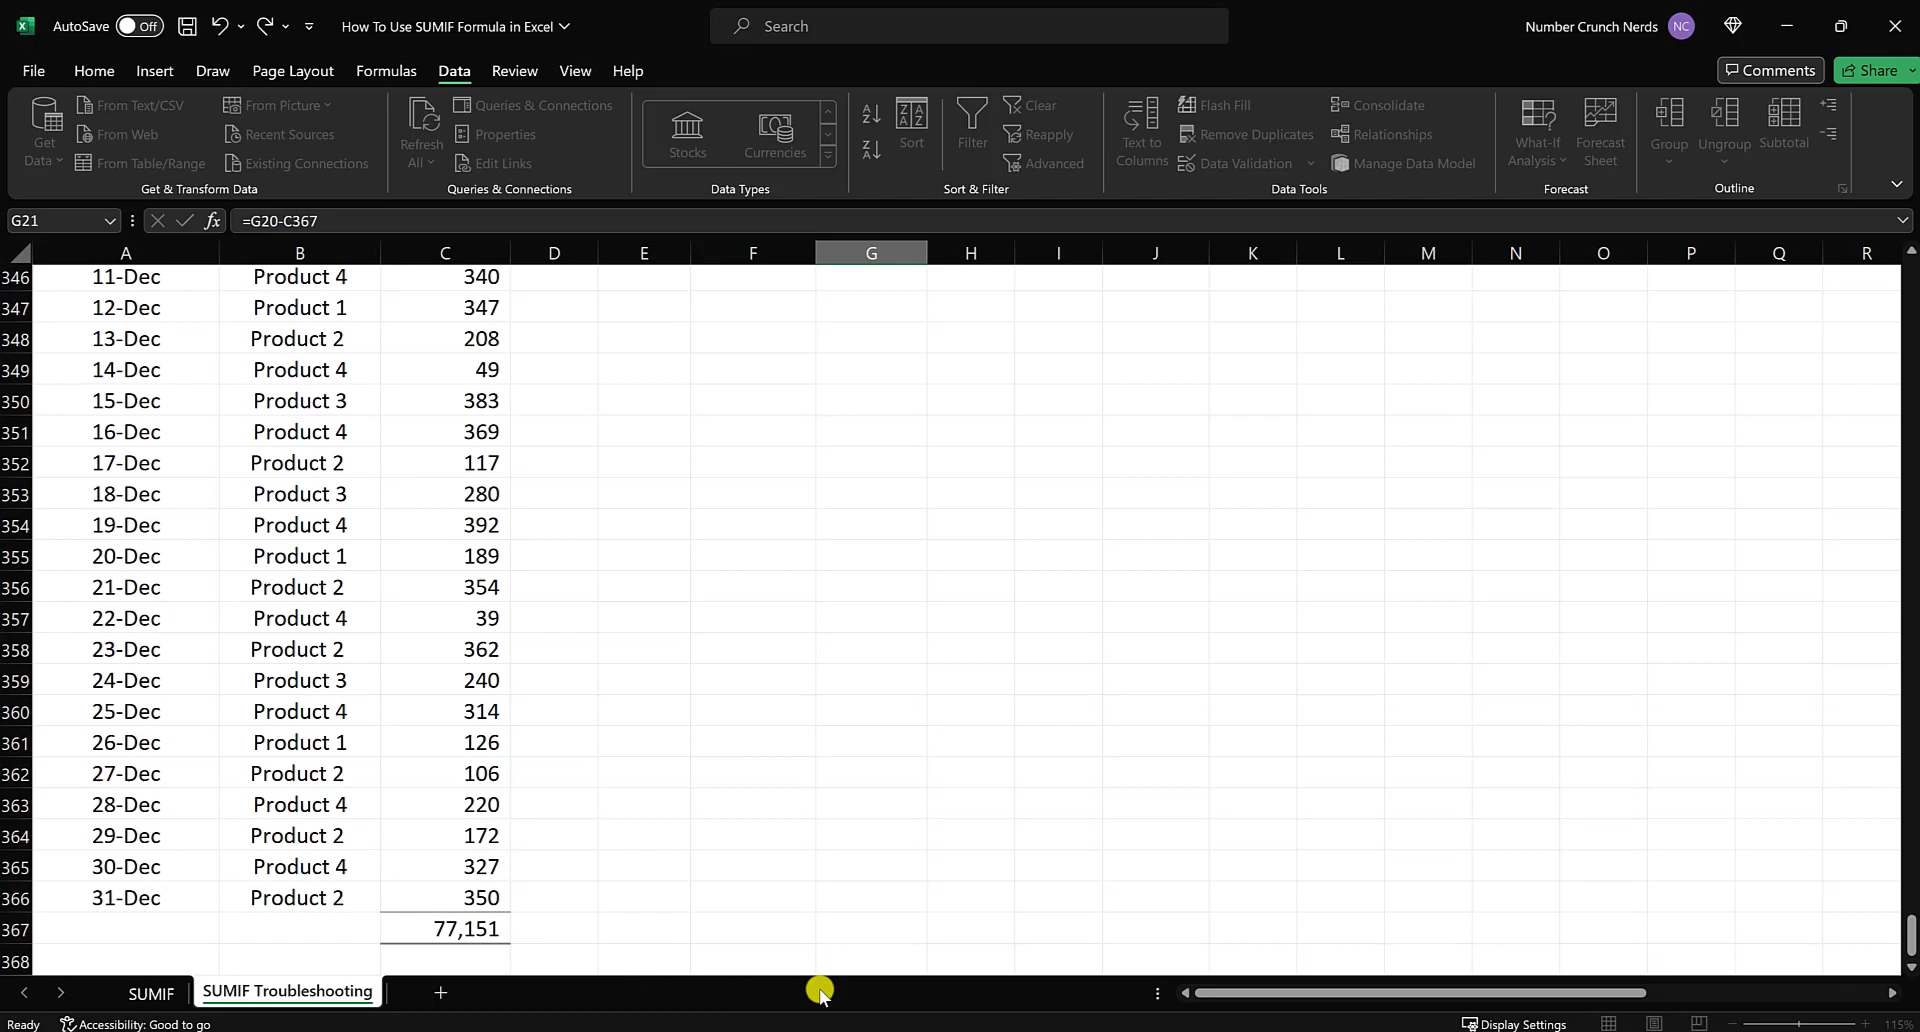 AutoSave Off How To Use SUMIF Formula in Excel Search Number Crunch Nerds NC
File Home Insert Draw Page Layout Formulas Data Review View Help Comments Share
Get Data From Text/CSV From Web From Table/Range From Picture Recent Sources Existing Connections
Get & Transform Data
Refresh All Queries & Connections Properties Edit Links
Queries & Connections
Stocks Currencies
Data Types
Sort Filter Clear Reapply Advanced
Sort & Filter
Text to Columns Flash Fill Remove Duplicates Data Validation Consolidate Relationships Manage Data Model
Data Tools
What-If Analysis Forecast Sheet
Forecast
Group Ungroup Subtotal
Outline
G21 fx =G20-C367
A B C D E F G H I J K L M N O P Q R
346 11-Dec Product 4 340
347 12-Dec Product 1 347
348 13-Dec Product 2 208
349 14-Dec Product 4 49
350 15-Dec Product 3 383
351 16-Dec Product 4 369
352 17-Dec Product 2 117
353 18-Dec Product 3 280
354 19-Dec Product 4 392
355 20-Dec Product 1 189
356 21-Dec Product 2 354
357 22-Dec Product 4 39
358 23-Dec Product 2 362
359 24-Dec Product 3 240
360 25-Dec Product 4 314
361 26-Dec Product 1 126
362 27-Dec Product 2 106
363 28-Dec Product 4 220
364 29-Dec Product 2 172
365 30-Dec Product 4 327
366 31-Dec Product 2 350
367 77,151
368
SUMIF SUMIF Troubleshooting
Ready Accessibility: Good to go Display Settings 115%